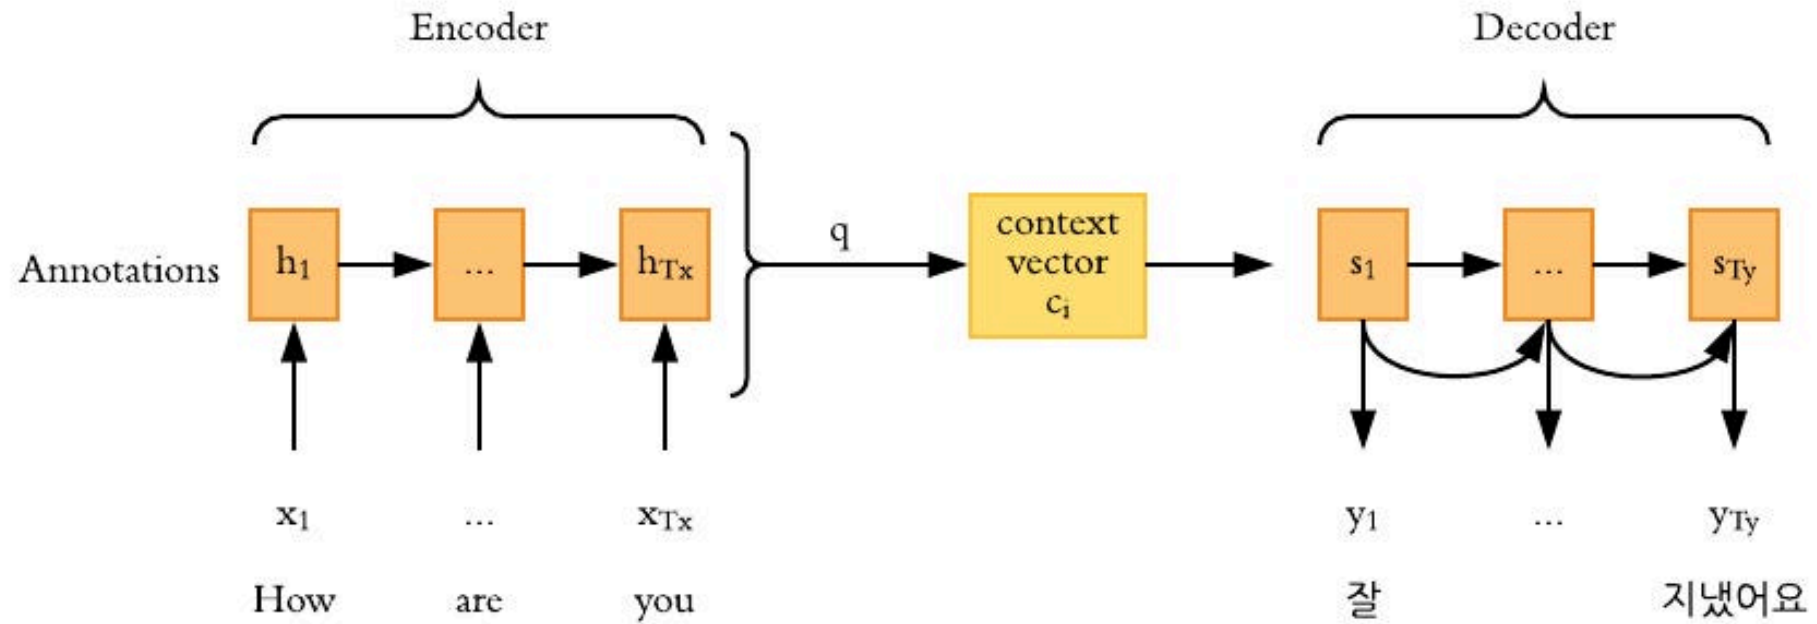 Encoder
Decoder
Annotations
h₁
...
hTx
q
context
vector
cᵢ
s₁
...
sTy
x₁
...
xTx
y₁
...
yTy
How
are
you
잘
지냈어요